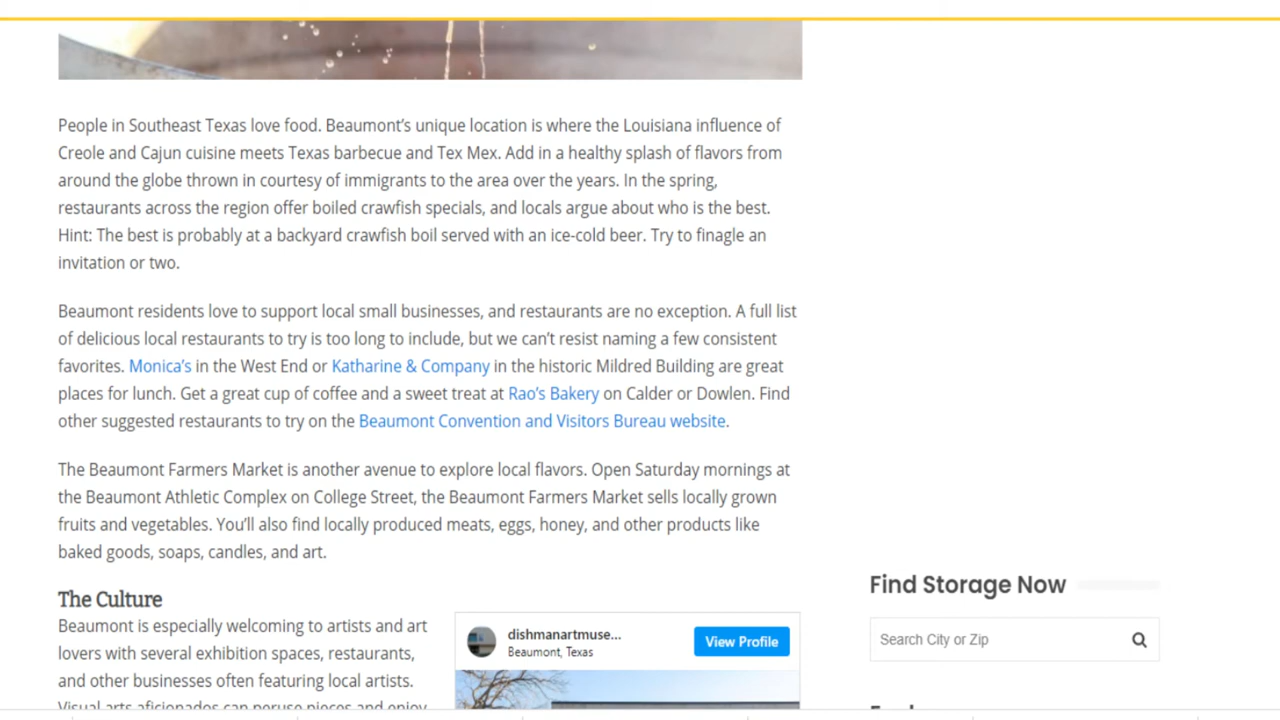 People in Southeast Texas love food. Beaumont's unique location is where the Louisiana influence of
Creole and Cajun cuisine meets Texas barbecue and Tex Mex. Add in a healthy splash of flavors from
around the globe thrown in courtesy of immigrants to the area over the years. In the spring,
restaurants across the region offer boiled crawfish specials, and locals argue about who is the best.
Hint: The best is probably at a backyard crawfish boil served with an ice-cold beer. Try to finagle an
invitation or two.
Beaumont residents love to support local small businesses, and restaurants are no exception. A full list
of delicious local restaurants to try is too long to include, but we can't resist naming a few consistent
favorites. Monica's in the West End or Katharine & Company in the historic Mildred Building are great
places for lunch. Get a great cup of coffee and a sweet treat at Rao's Bakery on Calder or Dowlen. Find
other suggested restaurants to try on the Beaumont Convention and Visitors Bureau website.
The Beaumont Farmers Market is another avenue to explore local flavors. Open Saturday mornings at
the Beaumont Athletic Complex on College Street, the Beaumont Farmers Market sells locally grown
fruits and vegetables. You'll also find locally produced meats, eggs, honey, and other products like
baked goods, soaps, candles, and art.
The Culture
Beaumont is especially welcoming to artists and art
lovers with several exhibition spaces, restaurants,
and other businesses often featuring local artists.
Visual arts aficionados can peruse pieces and enjoy
dishmanartmuse...
Beaumont, Texas
View Profile
Find Storage Now
Search City or Zip